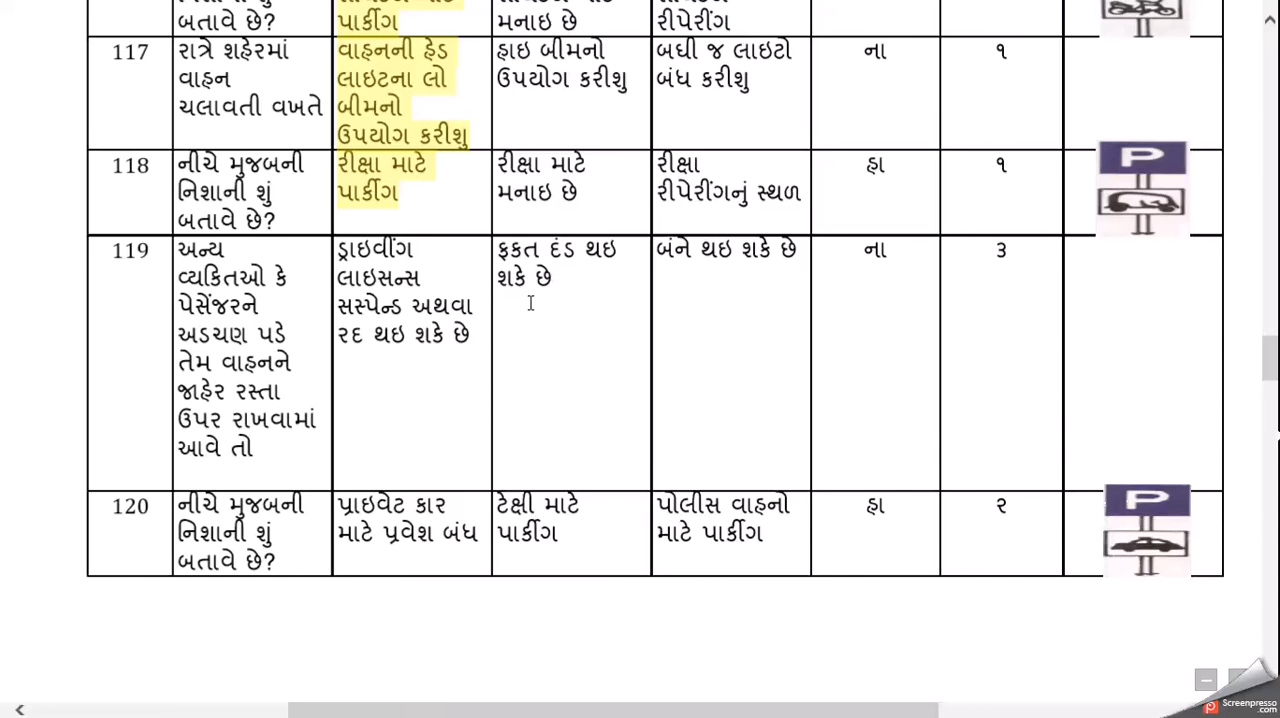 બતાવે છે?
પાર્કીંગ
મનાઇ છે
રીપેરીંગ
117
રાત્રે શહેરમાં
વાહન
ચલાવતી વખતે
વાહનની હેડ
લાઇટના લો
બીમનો
ઉપયોગ કરીશુ
હાઇ બીમનો
ઉપયોગ કરીશુ
બધી જ લાઇટો
બંધ કરીશુ
ના
૧
118
નીચે મુજબની
નિશાની શું
બતાવે છે?
રીક્ષા માટે
પાર્કીંગ
રીક્ષા માટે
મનાઇ છે
રીક્ષા
રીપેરીંગનું સ્થળ
હા
૧
P
119
અન્ય
વ્યકિતઓ કે
પેસેંજરને
અડચણ પડે
તેમ વાહનને
જાહેર રસ્તા
ઉપર રાખવામાં
આવે તો
ડ્રાઇવીંગ
લાઇસન્સ
સસ્પેન્ડ અથવા
રદ થઇ શકે છે
ફકત દંડ થઇ
શકે છે
બંને થઇ શકે છે
ના
૩
120
નીચે મુજબની
નિશાની શું
બતાવે છે?
પ્રાઇવેટ કાર
માટે પ્રવેશ બંધ
ટેક્ષી માટે
પાર્કીંગ
પોલીસ વાહનો
માટે પાર્કીંગ
હા
૨
P
Screenpresso
.com